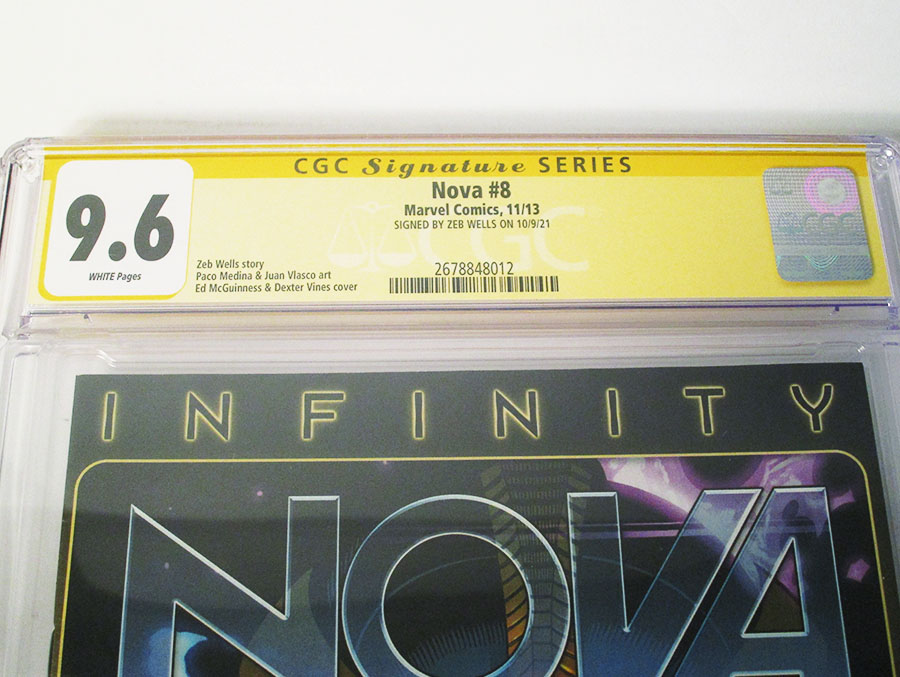 CGC Signature SERIES
9.6
WHITE Pages
Nova #8
Marvel Comics, 11/13
SIGNED BY ZEB WELLS ON 10/9/21
CGC
Zeb Wells story
Paco Medina & Juan Vlasco art
Ed McGuinness & Dexter Vines cover
2678848012
INFINITY
NOVA